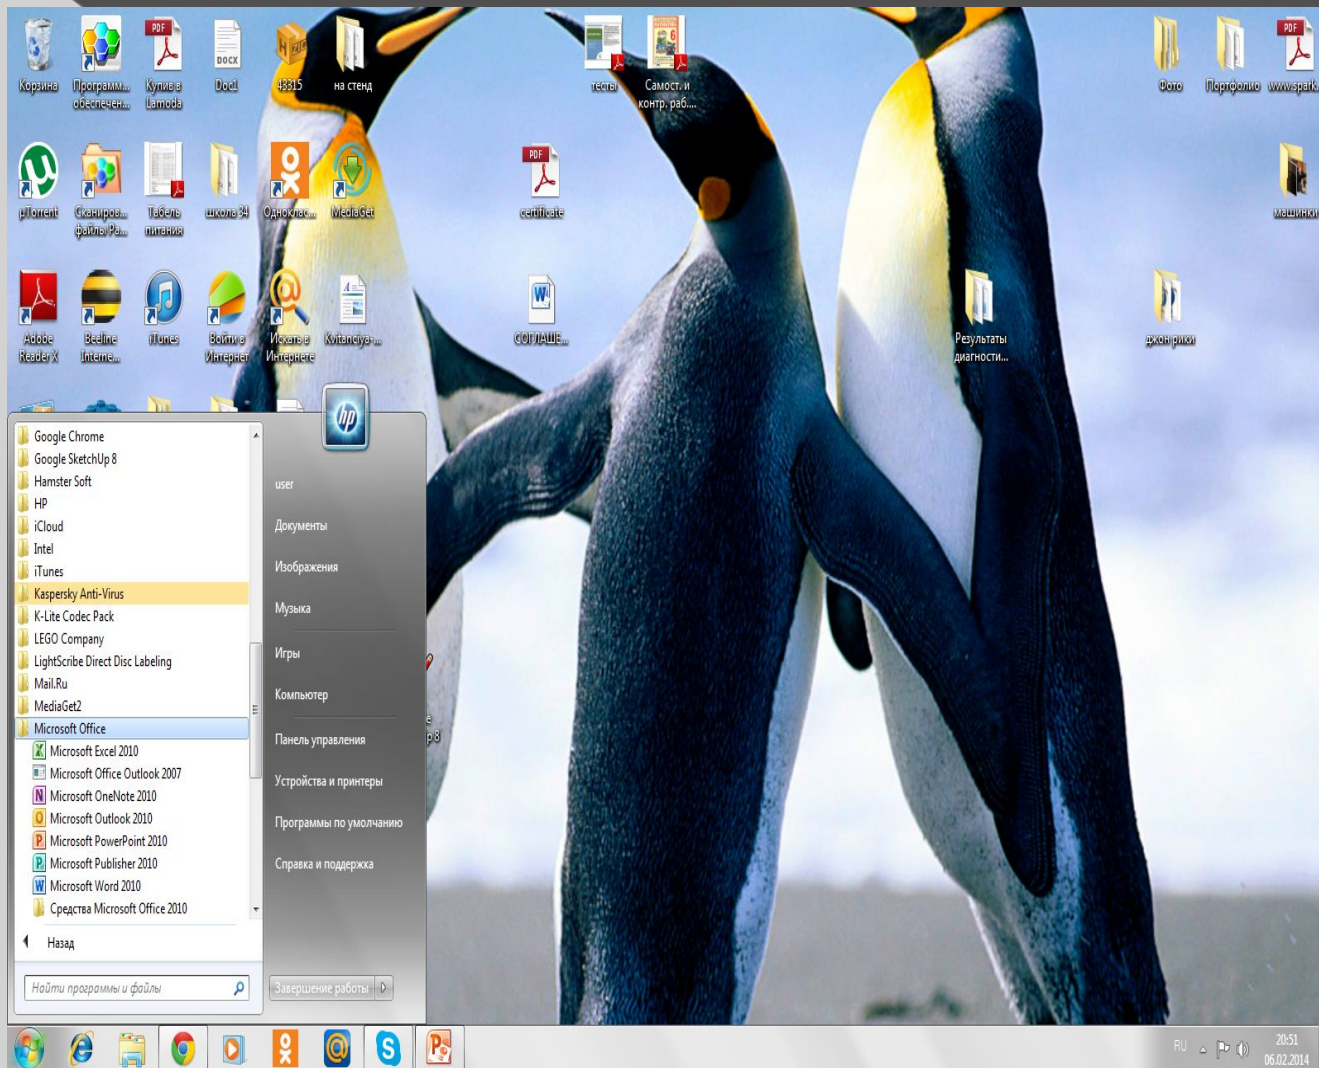 Корзина
Программ...
обеспечен...
Купив в
Lamoda
Doc1
43315
на стенд
тесты
Самост. и
контр. раб....
Фото
Портфолио
www.spark.
µTorrent
Сканиров...
файлы Pa...
Табель
питания
школа 34
Одноклас...
MediaGet
certificate
машинки
Adobe
Reader X
Beeline
Interne...
iTunes
Войти в
Интернет
Искать в
Интернете
Kvitanciya-...
СОГЛАШЕ...
Результаты
диагности...
джон рики
Google Chrome
Google SketchUp 8
Hamster Soft
HP
iCloud
Intel
iTunes
Kaspersky Anti-Virus
K-Lite Codec Pack
LEGO Company
LightScribe Direct Disc Labeling
Mail.Ru
MediaGet2
Microsoft Office
Microsoft Excel 2010
Microsoft Office Outlook 2007
Microsoft OneNote 2010
Microsoft Outlook 2010
Microsoft PowerPoint 2010
Microsoft Publisher 2010
Microsoft Word 2010
Средства Microsoft Office 2010
Назад
Найти программы и файлы
hp
user
Документы
Изображения
Музыка
Игры
Компьютер
Панель управления
Устройства и принтеры
Программы по умолчанию
Справка и поддержка
Завершение работы
RU
20:51
06.02.2014